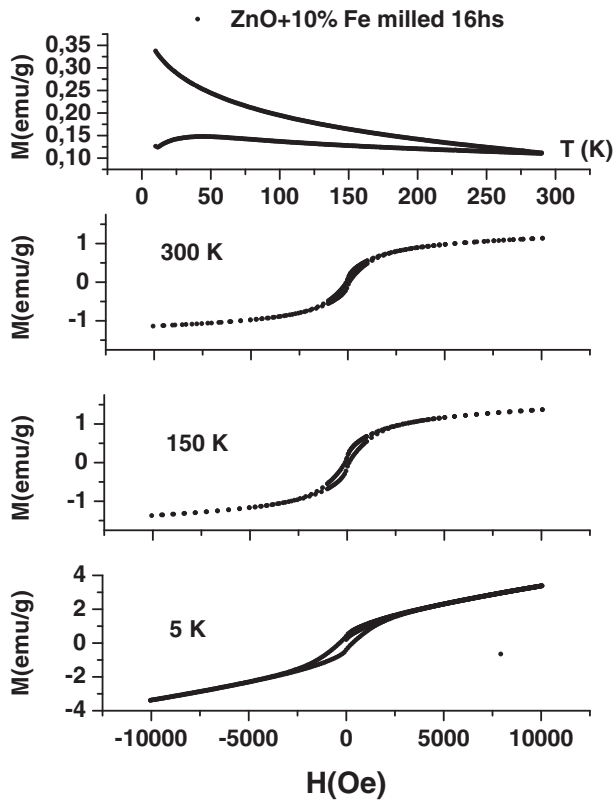 • ZnO+10% Fe milled 16hs
M(emu/g)
0,35
0,30
0,25
0,20
0,15
0,10
T (K)
0 50 100 150 200 250 300
M(emu/g)
1
0
-1
300 K
M(emu/g)
1
0
-1
150 K
M(emu/g)
4
2
0
-2
-4
5 K
-10000 -5000 0 5000 10000
H(Oe)